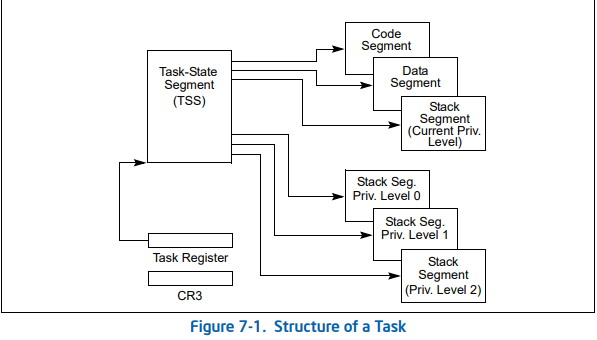 Code
Segment
Task-State
Segment
(TSS)
Data
Segment
Stack
Segment
(Current Priv.
Level)
Stack Seg.
Priv. Level 0
Stack Seg.
Priv. Level 1
Stack
Segment
(Priv. Level 2)
Task Register
CR3
Figure 7-1. Structure of a Task